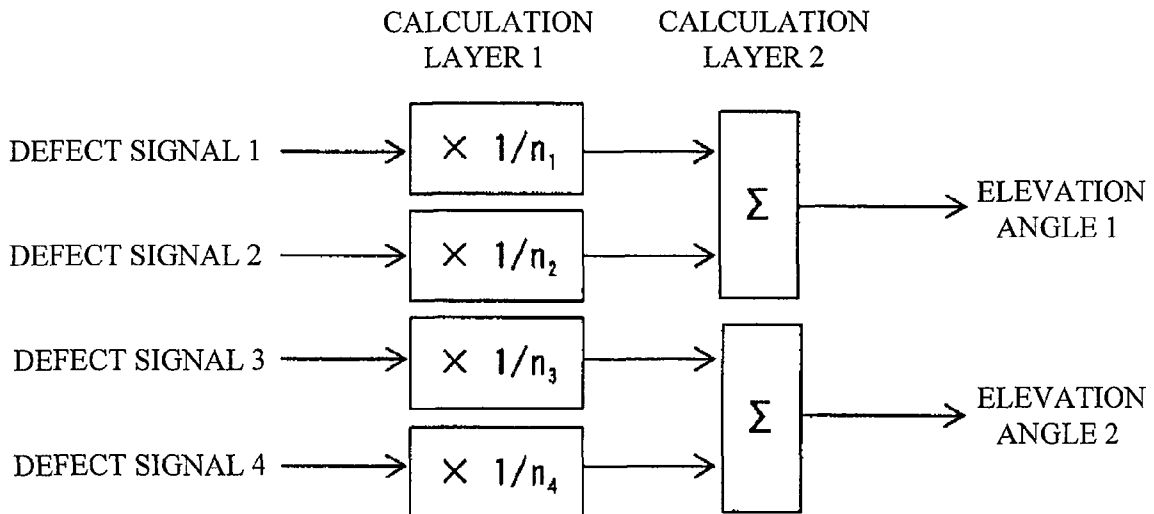 CALCULATION
LAYER 1
CALCULATION
LAYER 2
DEFECT SIGNAL 1
× 1/n₁
DEFECT SIGNAL 2
× 1/n₂
Σ
ELEVATION
ANGLE 1
DEFECT SIGNAL 3
× 1/n₃
DEFECT SIGNAL 4
× 1/n₄
Σ
ELEVATION
ANGLE 2